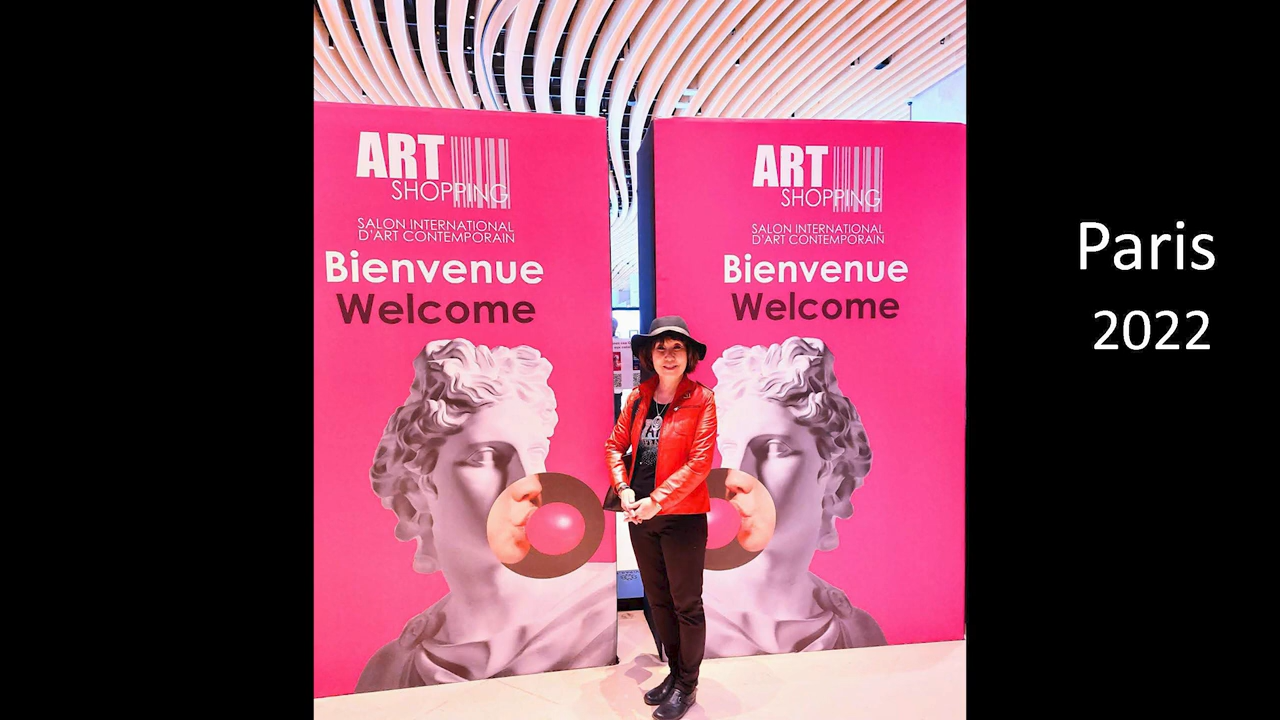 ART
SHOPPING
SALON INTERNATIONAL
D'ART CONTEMPORAIN
Bienvenue
Welcome
ART
SHOPPING
SALON INTERNATIONAL
D'ART CONTEMPORAIN
Bienvenue
Welcome
Paris
2022